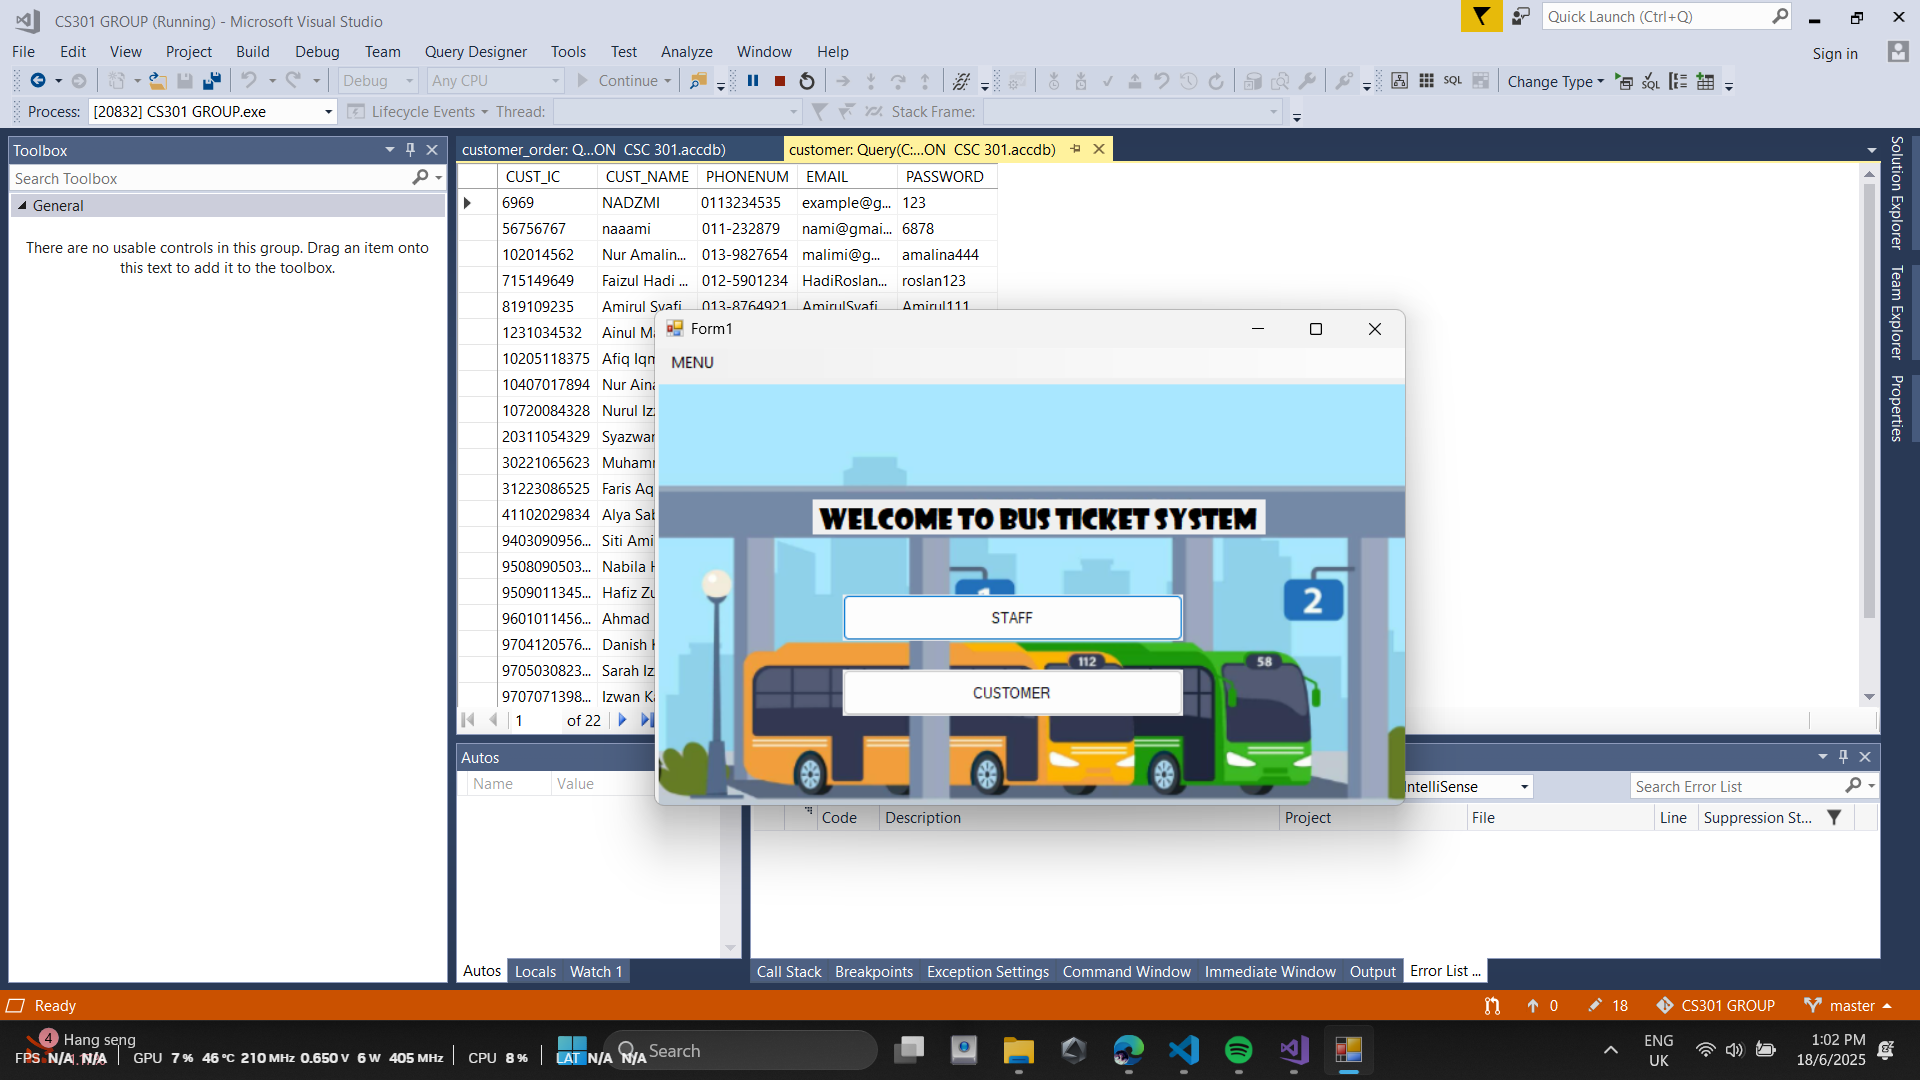 CS301 GROUP (Running) - Microsoft Visual Studio
Quick Launch (Ctrl+Q)
File Edit View Project Build Debug Team Query Designer Tools Test Analyze Window Help
Sign in
Debug Any CPU Continue SQL Change Type SQL
Process: [20832] CS301 GROUP.exe Lifecycle Events Thread: Stack Frame:
Toolbox
Search Toolbox
General
There are no usable controls in this group. Drag an item onto
this text to add it to the toolbox.
customer_order: Q...ON CSC 301.accdb) customer: Query(C:...ON CSC 301.accdb)
CUST_IC CUST_NAME PHONENUM EMAIL PASSWORD
6969 NADZMI 0113234535 example@g... 123
56756767 naaami 011-232879 nami@gmai... 6878
102014562 Nur Amalin... 013-9827654 malimi@g... amalina444
715149649 Faizul Hadi ... 012-5901234 HadiRoslan... roslan123
819109235 Amirul Syafi 013-8764921 AmirulSyafi Amirul111
1231034532 Ainul Ma
10205118375 Afiq Iqm
10407017894 Nur Aina
10720084328 Nurul Izz
20311054329 Syazwan
30221065623 Muhamm
31223086525 Faris Aq
41102029834 Alya Sab
9403090956... Siti Ami
9508090503... Nabila H
9509011345... Hafiz Zu
9601011456... Ahmad
9704120576... Danish H
9705030823... Sarah Iz
9707071398... Izwan Ka
1 of 22
Form1
MENU
WELCOME TO BUS TICKET SYSTEM
2
STAFF
112
58
CUSTOMER
Solution Explorer
Team Explorer
Properties
Autos
Name Value
Autos Locals Watch 1
IntelliSense Search Error List
Code Description Project File Line Suppression St...
Call Stack Breakpoints Exception Settings Command Window Immediate Window Output Error List ...
Ready 0 18 CS301 GROUP master
4 Hang seng
FPS N/A N/A GPU 7 % 46 °C 210 MHz 0.650 V 6 W 405 MHz CPU 8 % LAT N/A N/A
Search
ENG
UK
1:02 PM
18/6/2025